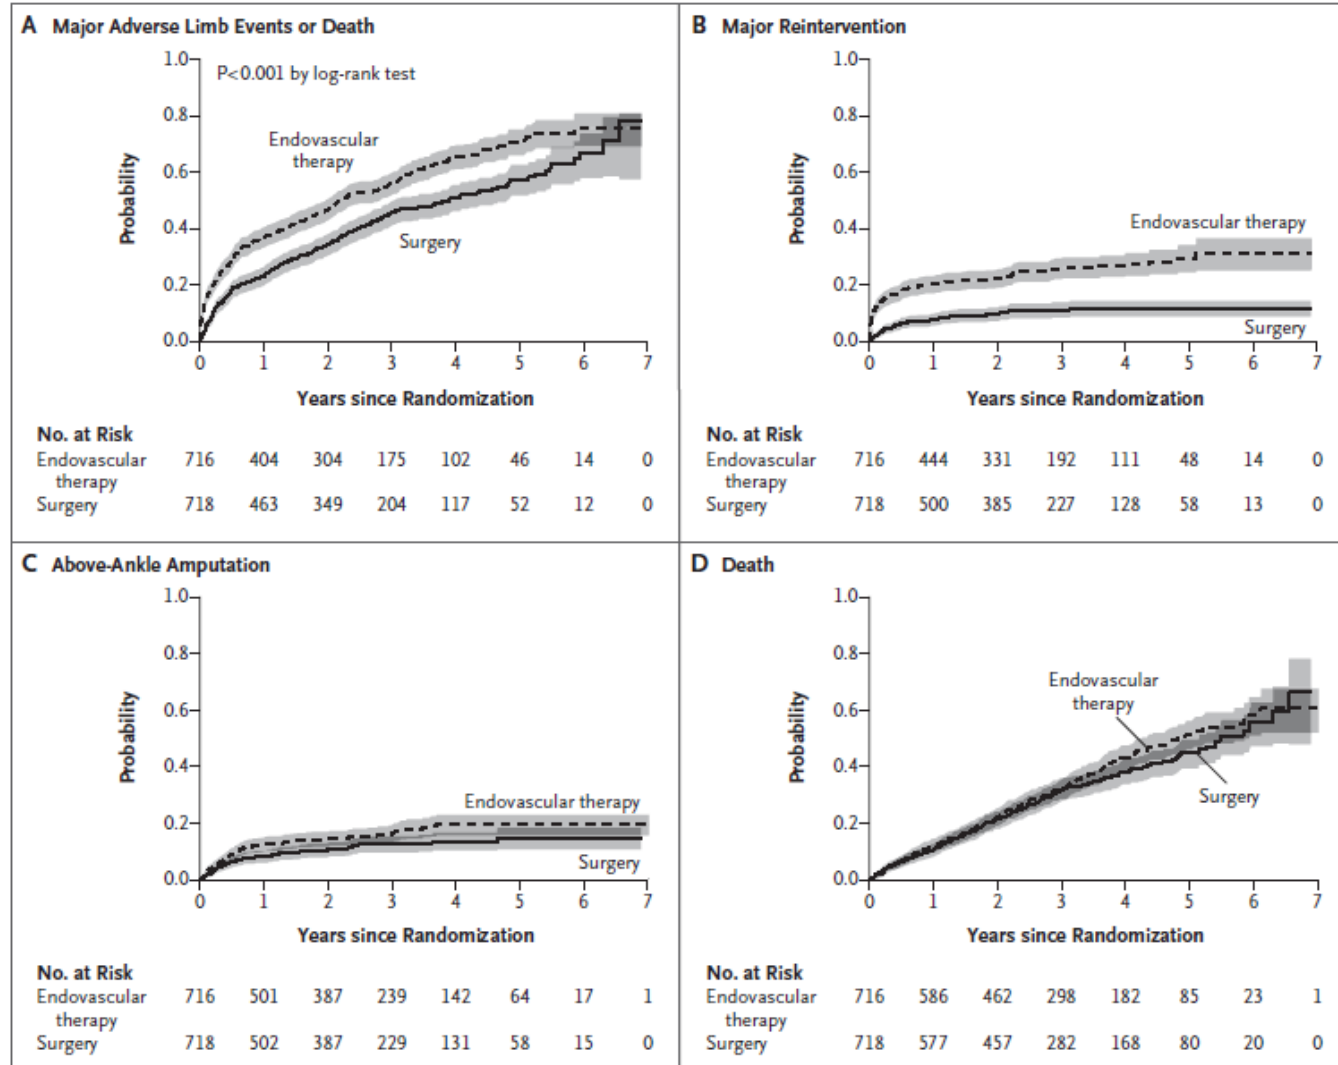 A Major Adverse Limb Events or Death
1.0
P<0.001 by log-rank test
0.8
Endovascular
therapy
0.6
Probability
0.4
Surgery
0.2
0.0
0 1 2 3 4 5 6 7
Years since Randomization
No. at Risk
Endovascular therapy 716 404 304 175 102 46 14 0
Surgery 718 463 349 204 117 52 12 0
B Major Reintervention
1.0
0.8
0.6
Probability
0.4
Endovascular therapy
0.2
Surgery
0.0
0 1 2 3 4 5 6 7
Years since Randomization
No. at Risk
Endovascular therapy 716 444 331 192 111 48 14 0
Surgery 718 500 385 227 128 58 13 0
C Above-Ankle Amputation
1.0
0.8
0.6
Probability
0.4
Endovascular therapy
0.2
Surgery
0.0
0 1 2 3 4 5 6 7
Years since Randomization
No. at Risk
Endovascular therapy 716 501 387 239 142 64 17 1
Surgery 718 502 387 229 131 58 15 0
D Death
1.0
0.8
Endovascular
therapy
0.6
Probability
0.4
Surgery
0.2
0.0
0 1 2 3 4 5 6 7
Years since Randomization
No. at Risk
Endovascular therapy 716 586 462 298 182 85 23 1
Surgery 718 577 457 282 168 80 20 0